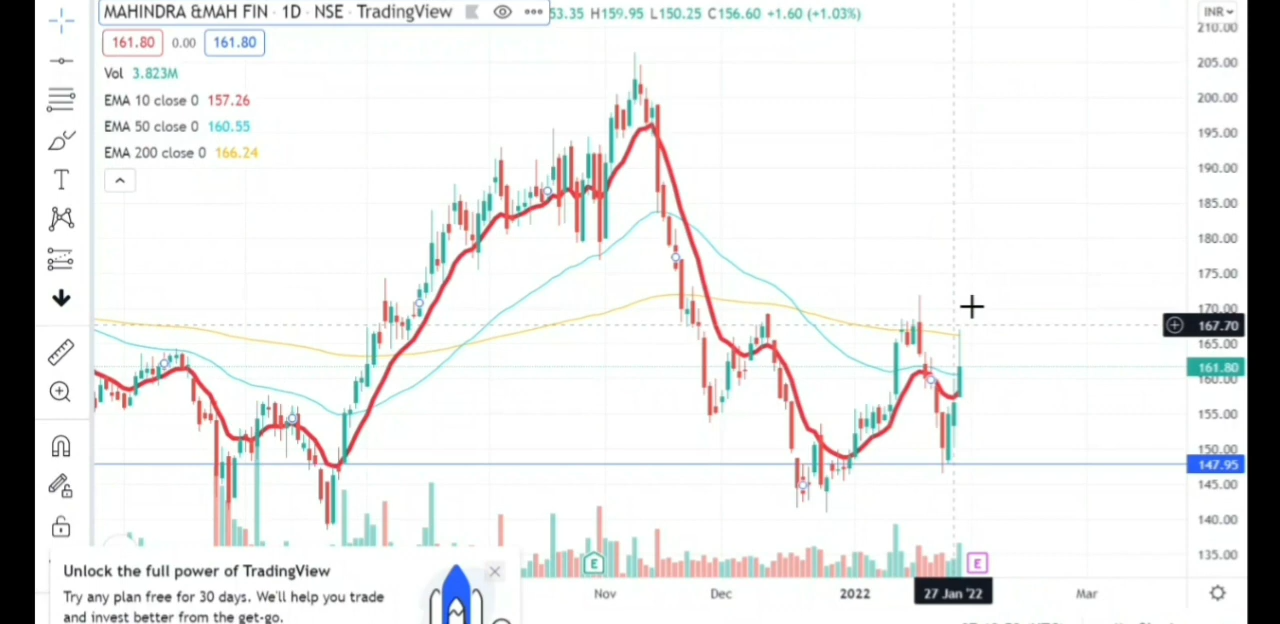 MAHINDRA &MAH FIN · 1D · NSE · TradingView 53.35 H159.95 L150.25 C156.60 +1.60 (+1.03%)
INR
210.00
161.80 0.00 161.80
Vol 3.823M
EMA 10 close 0 157.26
EMA 50 close 0 160.55
EMA 200 close 0 166.24
205.00
200.00
195.00
190.00
185.00
180.00
175.00
170.00
167.70
165.00
161.80
160.00
155.00
150.00
147.95
145.00
140.00
135.00
E
E
Nov Dec 2022 27 Jan '22 Mar
Unlock the full power of TradingView
Try any plan free for 30 days. We'll help you trade
and invest better from the get-go.